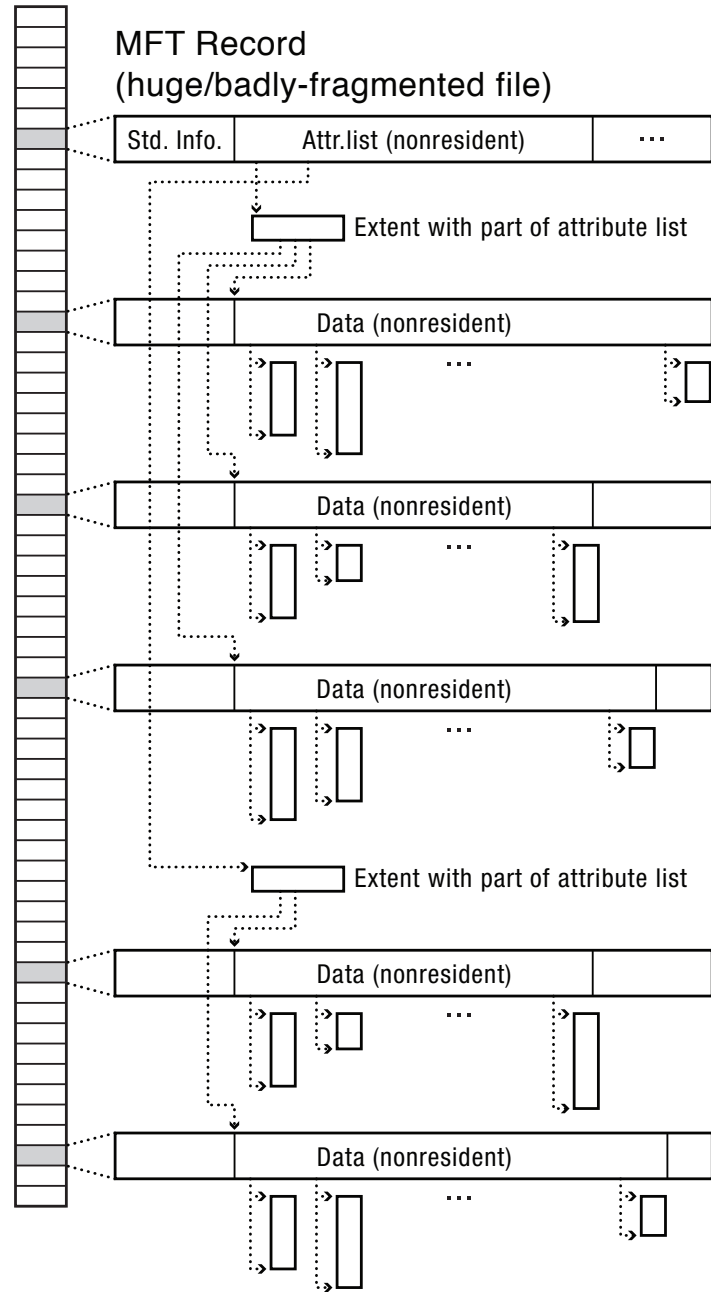 MFT Record
(huge/badly-fragmented file)
Std. Info.
Attr.list (nonresident)
...
Extent with part of attribute list
Data (nonresident)
...
Data (nonresident)
...
Data (nonresident)
...
Extent with part of attribute list
Data (nonresident)
...
Data (nonresident)
...